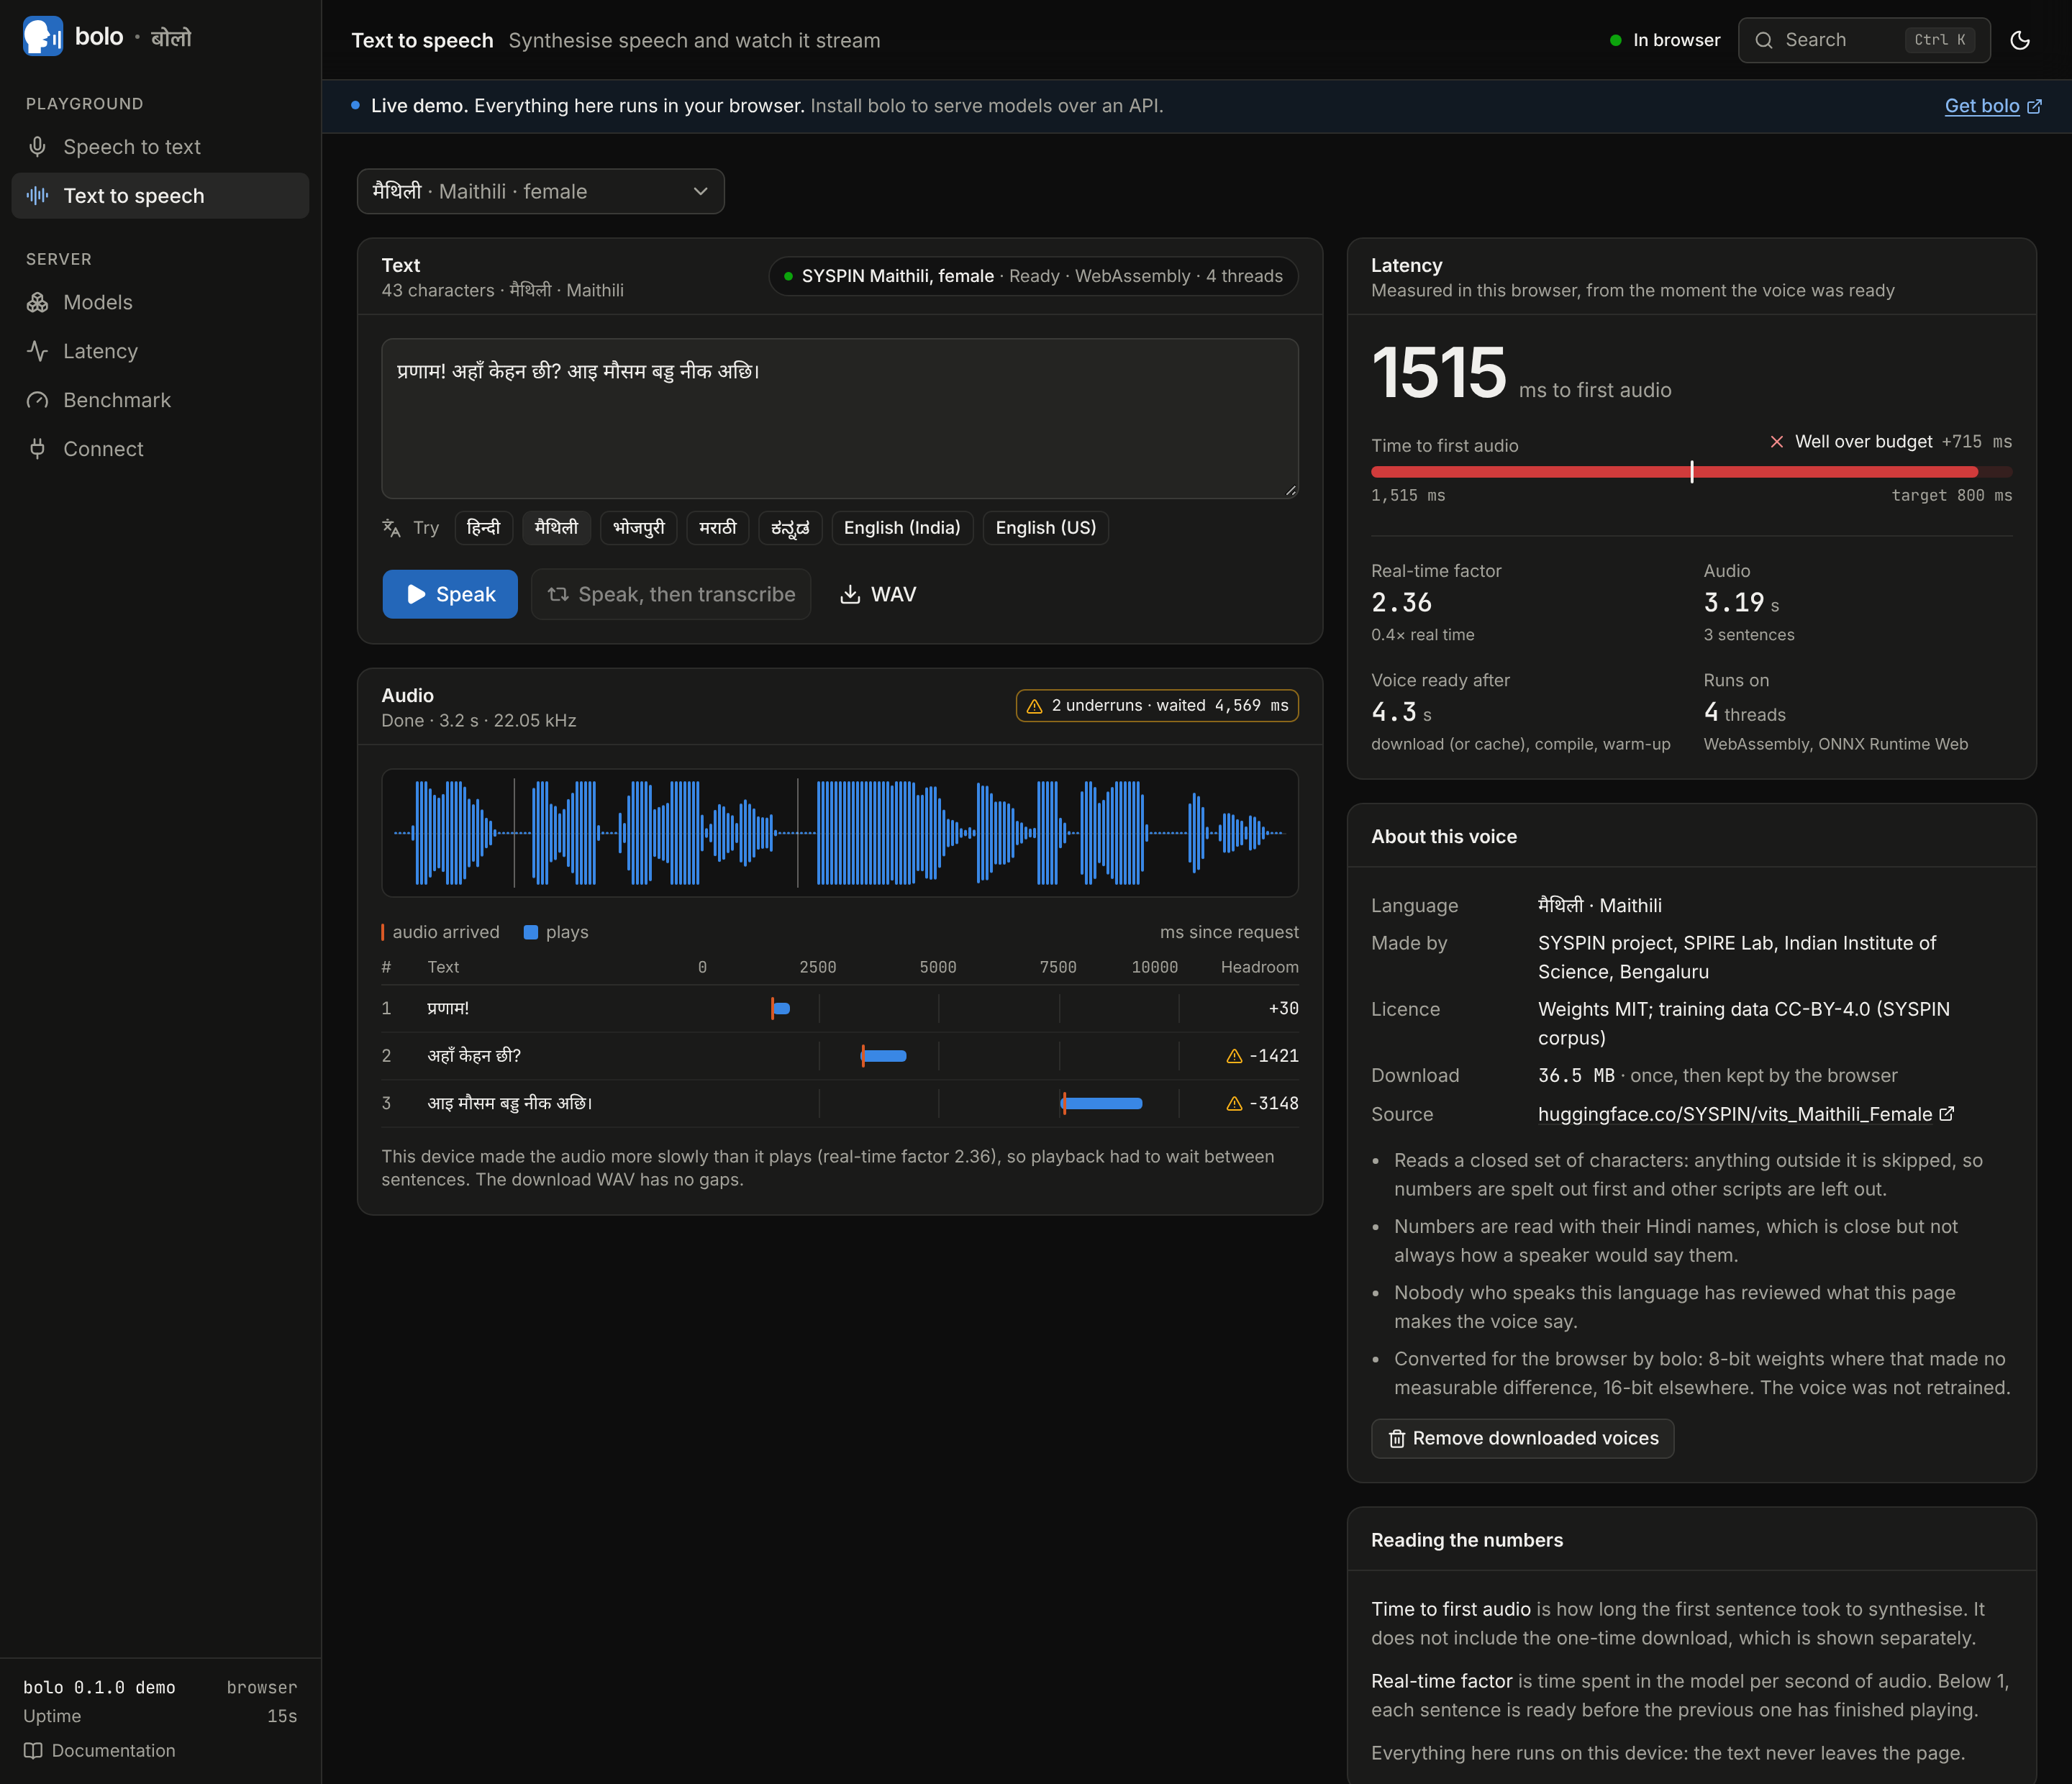 bolo · बोलो
PLAYGROUND
Speech to text
Text to speech
SERVER
Models
Latency
Benchmark
Connect
bolo 0.1.0 demo browser
Uptime 15s
Documentation
Text to speech Synthesise speech and watch it stream
In browser
Search Ctrl K
Live demo. Everything here runs in your browser. Install bolo to serve models over an API.
Get bolo
मैथिली · Maithili · female
Text
43 characters · मैथिली · Maithili
SYSPIN Maithili, female · Ready · WebAssembly · 4 threads
प्रणाम! अहाँ केहन छी? आइ मौसम बड्ड नीक अछि।
Try हिन्दी मैथिली भोजपुरी मराठी ಕನ್ನಡ English (India) English (US)
Speak Speak, then transcribe WAV
Audio
Done · 3.2 s · 22.05 kHz
2 underruns · waited 4,569 ms
audio arrived plays ms since request
# Text 0 2500 5000 7500 10000 Headroom
1 प्रणाम! +30
2 अहाँ केहन छी? -1421
3 आइ मौसम बड्ड नीक अछि। -3148
This device made the audio more slowly than it plays (real-time factor 2.36), so playback had to wait between
sentences. The download WAV has no gaps.
Latency
Measured in this browser, from the moment the voice was ready
1515 ms to first audio
Time to first audio Well over budget +715 ms
1,515 ms target 800 ms
Real-time factor Audio
2.36 3.19 s
0.4× real time 3 sentences
Voice ready after Runs on
4.3 s 4 threads
download (or cache), compile, warm-up WebAssembly, ONNX Runtime Web
About this voice
Language मैथिली · Maithili
Made by SYSPIN project, SPIRE Lab, Indian Institute of
Science, Bengaluru
Licence Weights MIT; training data CC-BY-4.0 (SYSPIN
corpus)
Download 36.5 MB · once, then kept by the browser
Source huggingface.co/SYSPIN/vits_Maithili_Female
• Reads a closed set of characters: anything outside it is skipped, so
numbers are spelt out first and other scripts are left out.
• Numbers are read with their Hindi names, which is close but not
always how a speaker would say them.
• Nobody who speaks this language has reviewed what this page
makes the voice say.
• Converted for the browser by bolo: 8-bit weights where that made no
measurable difference, 16-bit elsewhere. The voice was not retrained.
Remove downloaded voices
Reading the numbers
Time to first audio is how long the first sentence took to synthesise. It
does not include the one-time download, which is shown separately.
Real-time factor is time spent in the model per second of audio. Below 1,
each sentence is ready before the previous one has finished playing.
Everything here runs on this device: the text never leaves the page.